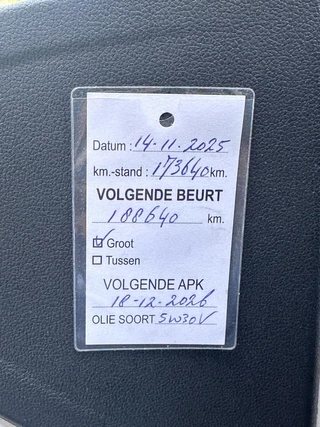 Datum : 14-11-2025
km.-stand : 173640 km.
VOLGENDE BEURT
188640 km.
☑ Groot
☐ Tussen
VOLGENDE APK
18-12-2026
OLIE SOORT 5W30V